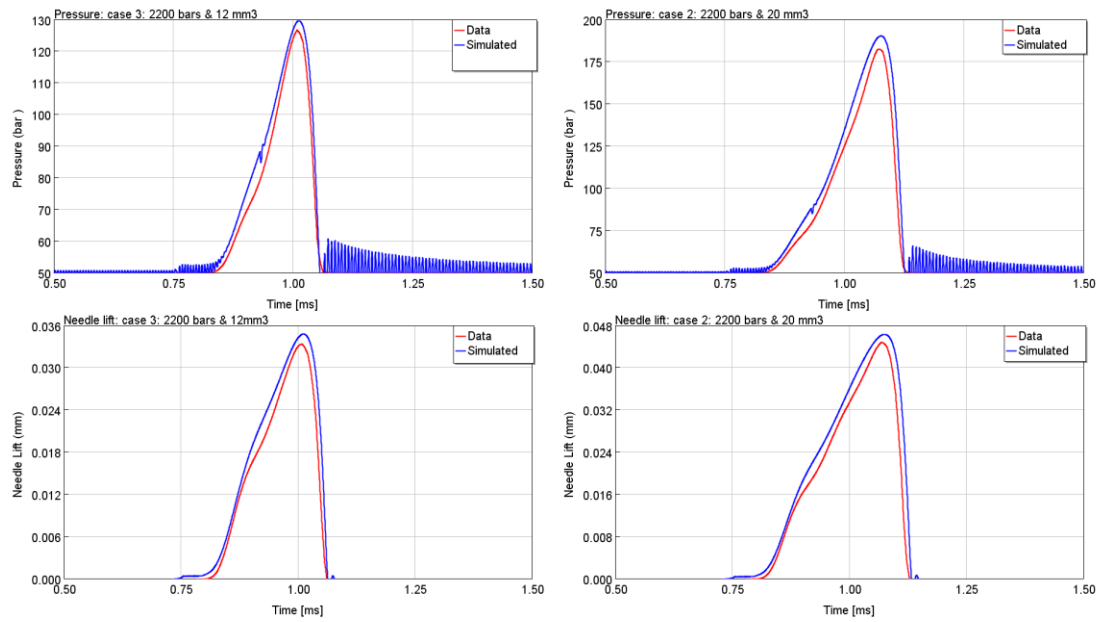 Pressure: case 3: 2200 bars & 12 mm3
130
120
110
100
90
80
70
60
50
Pressure (bar)
Data
Simulated
0.50
0.75
1.00
1.25
1.50
Time [ms]
Pressure: case 2: 2200 bars & 20 mm3
200
175
150
125
100
75
50
Pressure (bar)
Data
Simulated
0.50
0.75
1.00
1.25
1.50
Time [ms]
Needle lift: case 3: 2200 bars & 12mm3
0.036
0.030
0.024
0.018
0.012
0.006
0.000
Needle Lift (mm)
Data
Simulated
0.50
0.75
1.00
1.25
1.50
Time [ms]
Needle lift: case 2: 2200 bars & 20 mm3
0.048
0.040
0.032
0.024
0.016
0.008
0.000
Needle Lift (mm)
Data
Simulated
0.50
0.75
1.00
1.25
1.50
Time [ms]